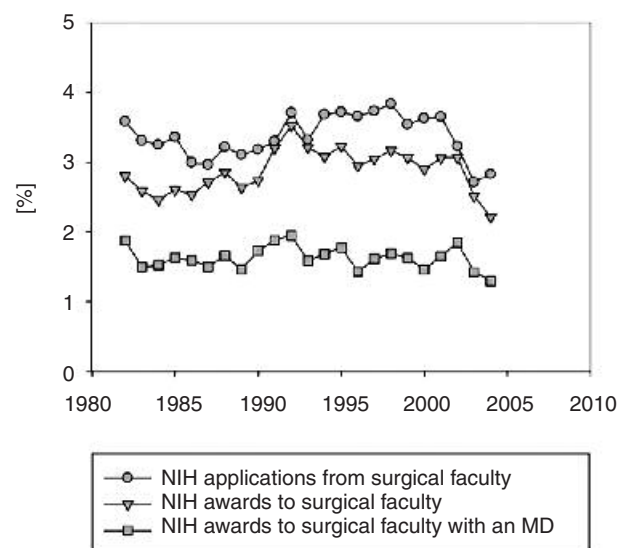 5
4
3
[%]
2
1
0
1980 1985 1990 1995 2000 2005 2010
NIH applications from surgical faculty
NIH awards to surgical faculty
NIH awards to surgical faculty with an MD